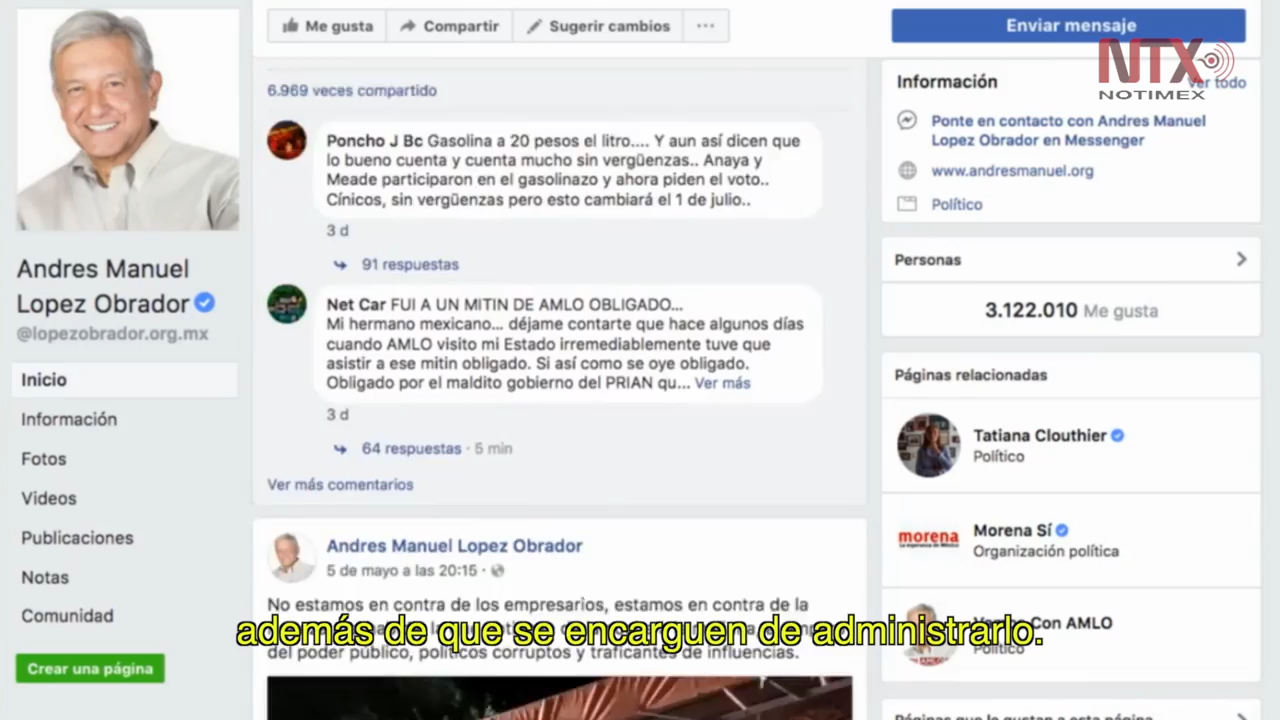 Me gusta
Compartir
Sugerir cambios
Enviar mensaje
NTX
NOTIMEX
Andres Manuel
Lopez Obrador
@lopezobrador.org.mx
Inicio
Información
Fotos
Videos
Publicaciones
Notas
Comunidad
Crear una página
6.969 veces compartido
Poncho J Bc Gasolina a 20 pesos el litro.... Y aun así dicen que
lo bueno cuenta y cuenta mucho sin vergüenzas.. Anaya y
Meade participaron en el gasolinazo y ahora piden el voto..
Cínicos, sin vergüenzas pero esto cambiará el 1 de julio..
3 d
91 respuestas
Net Car FUI A UN MITIN DE AMLO OBLIGADO...
Mi hermano mexicano... déjame contarte que hace algunos días
cuando AMLO visito mi Estado irremediablemente tuve que
asistir a ese mitin obligado. Si así como se oye obligado.
Obligado por el maldito gobierno del PRIAN qu... Ver más
3 d
64 respuestas · 5 min
Ver más comentarios
Andres Manuel Lopez Obrador
5 de mayo a las 20:15 ·
No estamos en contra de los empresarios, estamos en contra de la
además de que se encarguen de administrarlo.
del poder público, políticos corruptos y traficantes de influencias.
Información
Ver todo
Ponte en contacto con Andres Manuel
Lopez Obrador en Messenger
www.andresmanuel.org
Político
Personas
3.122.010 Me gusta
Páginas relacionadas
Tatiana Clouthier
Político
morena
La esperanza de México
Morena Sí
Organización política
Con AMLO
Político
Páginas que le gustan a esta página